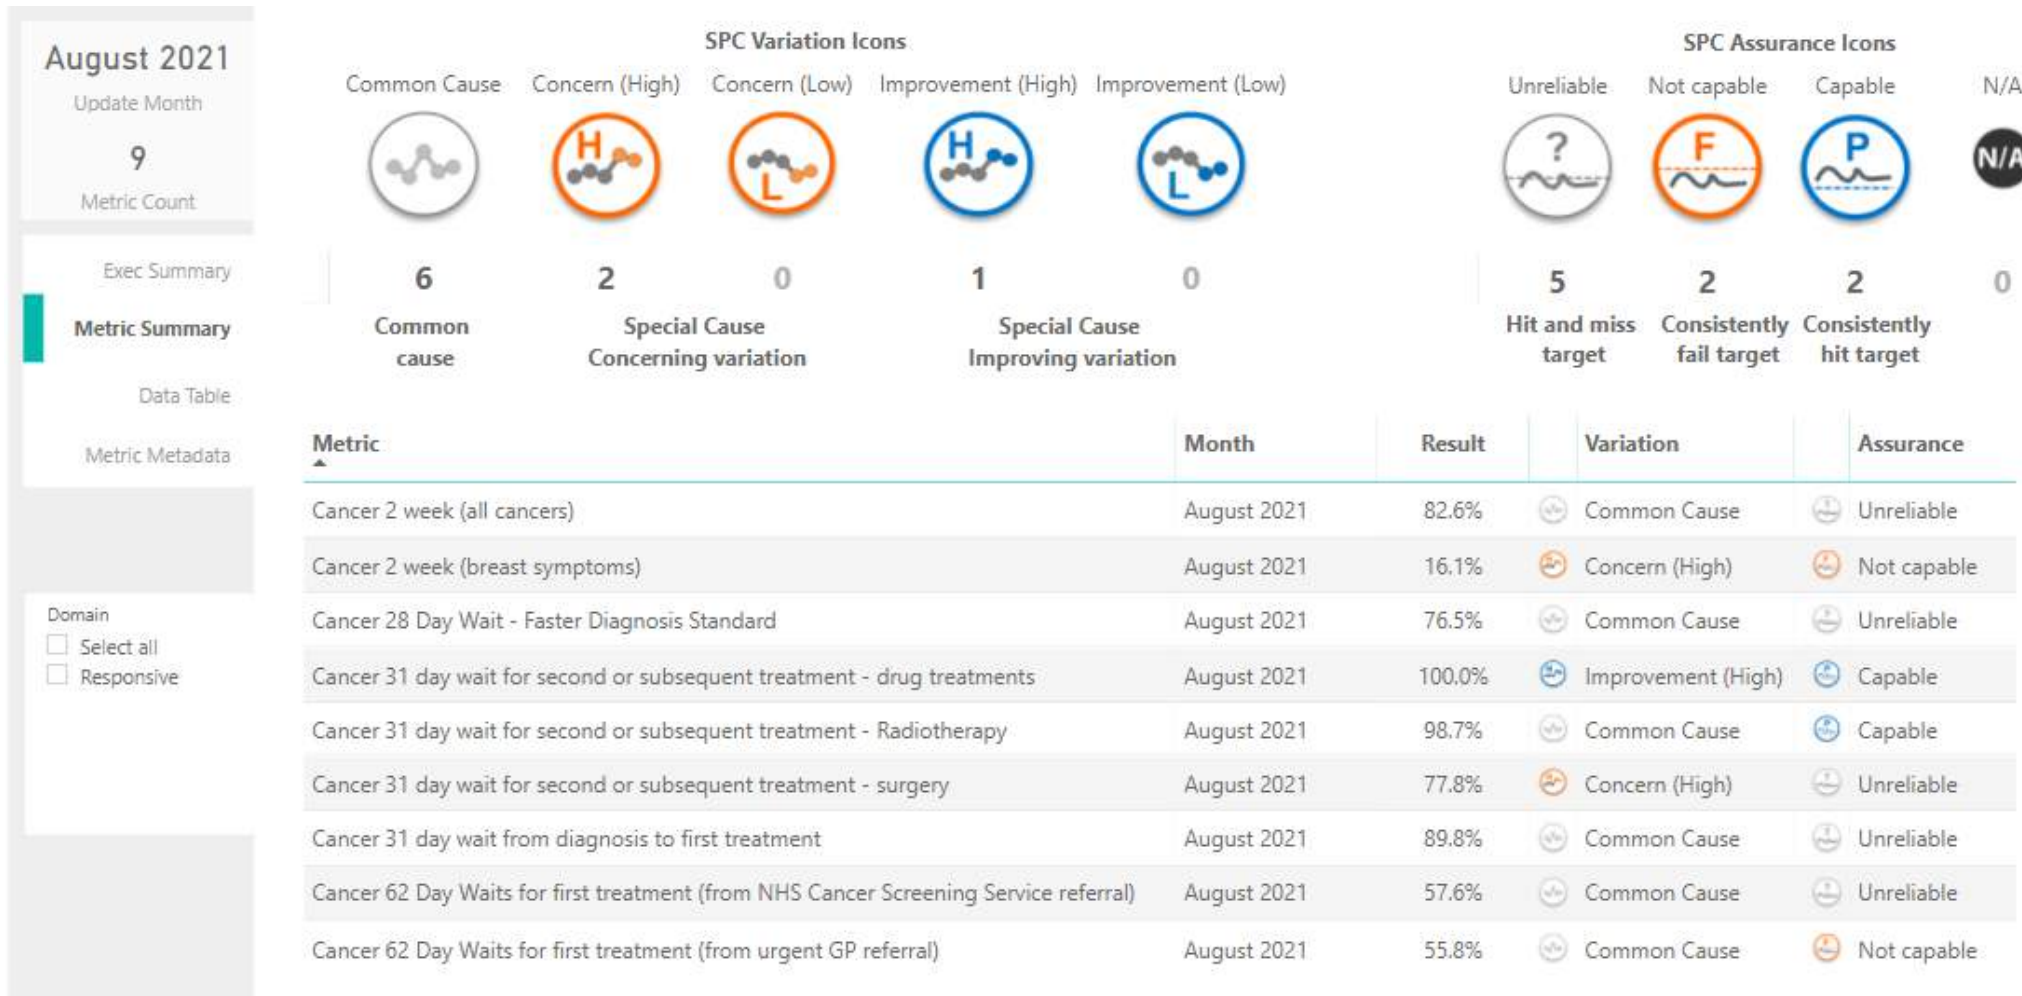 August 2021
Update Month
9
Metric Count
Exec Summary
Metric Summary
Data Table
Metric Metadata
Domain
Select all
Responsive
SPC Variation Icons
Common Cause Concern (High) Concern (Low) Improvement (High) Improvement (Low)
H L H L
6 2 0 1 0
Common cause
Special Cause Concerning variation
Special Cause Improving variation
SPC Assurance Icons
Unreliable Not capable Capable N/A
? F P N/A
5 2 2 0
Hit and miss target
Consistently fail target
Consistently hit target
Metric Month Result Variation Assurance
Cancer 2 week (all cancers) August 2021 82.6% Common Cause Unreliable
Cancer 2 week (breast symptoms) August 2021 16.1% Concern (High) Not capable
Cancer 28 Day Wait - Faster Diagnosis Standard August 2021 76.5% Common Cause Unreliable
Cancer 31 day wait for second or subsequent treatment - drug treatments August 2021 100.0% Improvement (High) Capable
Cancer 31 day wait for second or subsequent treatment - Radiotherapy August 2021 98.7% Common Cause Capable
Cancer 31 day wait for second or subsequent treatment - surgery August 2021 77.8% Concern (High) Unreliable
Cancer 31 day wait from diagnosis to first treatment August 2021 89.8% Common Cause Unreliable
Cancer 62 Day Waits for first treatment (from NHS Cancer Screening Service referral) August 2021 57.6% Common Cause Unreliable
Cancer 62 Day Waits for first treatment (from urgent GP referral) August 2021 55.8% Common Cause Not capable